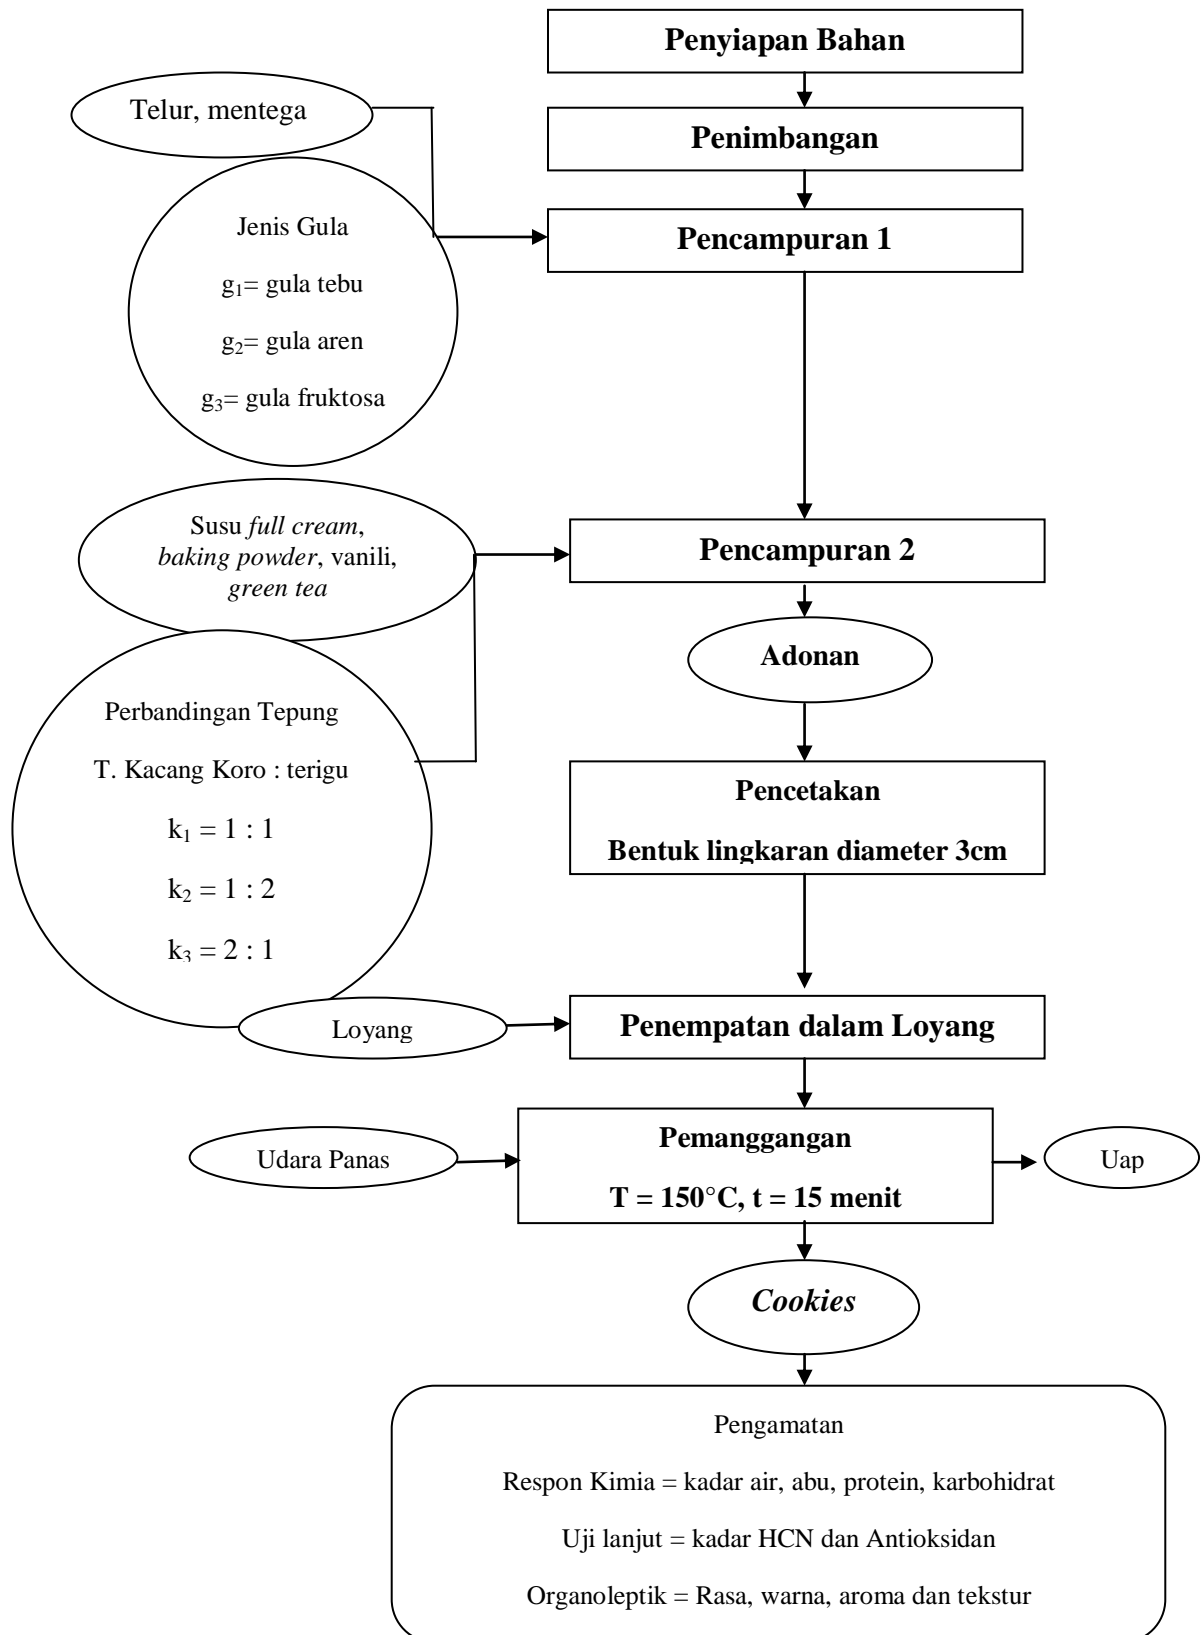 Penyiapan Bahan
Telur, mentega
Penimbangan
Jenis Gula
g₁= gula tebu
g₂= gula aren
g₃= gula fruktosa
Pencampuran 1
Susu full cream,
baking powder, vanili,
green tea
Pencampuran 2
Adonan
Perbandingan Tepung
T. Kacang Koro : terigu
k₁ = 1 : 1
k₂ = 1 : 2
k₃ = 2 : 1
Pencetakan
Bentuk lingkaran diameter 3cm
Loyang
Penempatan dalam Loyang
Udara Panas
Pemanggangan
T = 150°C, t = 15 menit
Uap
Cookies
Pengamatan
Respon Kimia = kadar air, abu, protein, karbohidrat
Uji lanjut = kadar HCN dan Antioksidan
Organoleptik = Rasa, warna, aroma dan tekstur